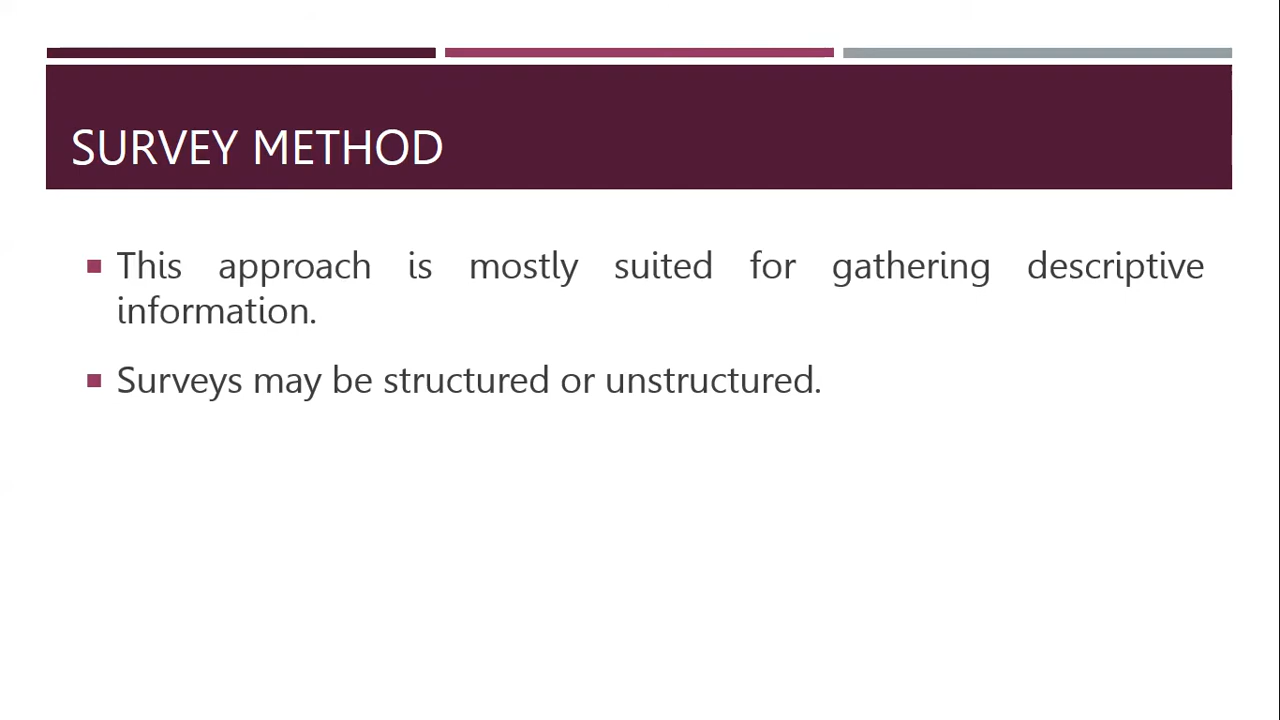 SURVEY METHOD
This approach is mostly suited for gathering descriptive
information.
Surveys may be structured or unstructured.